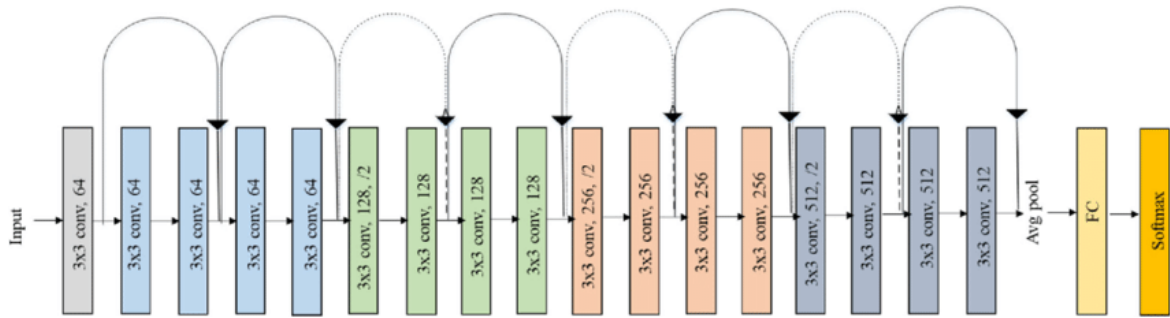 Input
3x3 conv, 64
3x3 conv, 64
3x3 conv, 64
3x3 conv, 64
3x3 conv, 64
3x3 conv, 128, /2
3x3 conv, 128
3x3 conv, 128
3x3 conv, 128
3x3 conv, 256, /2
3x3 conv, 256
3x3 conv, 256
3x3 conv, 256
3x3 conv, 512, /2
3x3 conv, 512
3x3 conv, 512
3x3 conv, 512
Avg pool
FC
Softmax